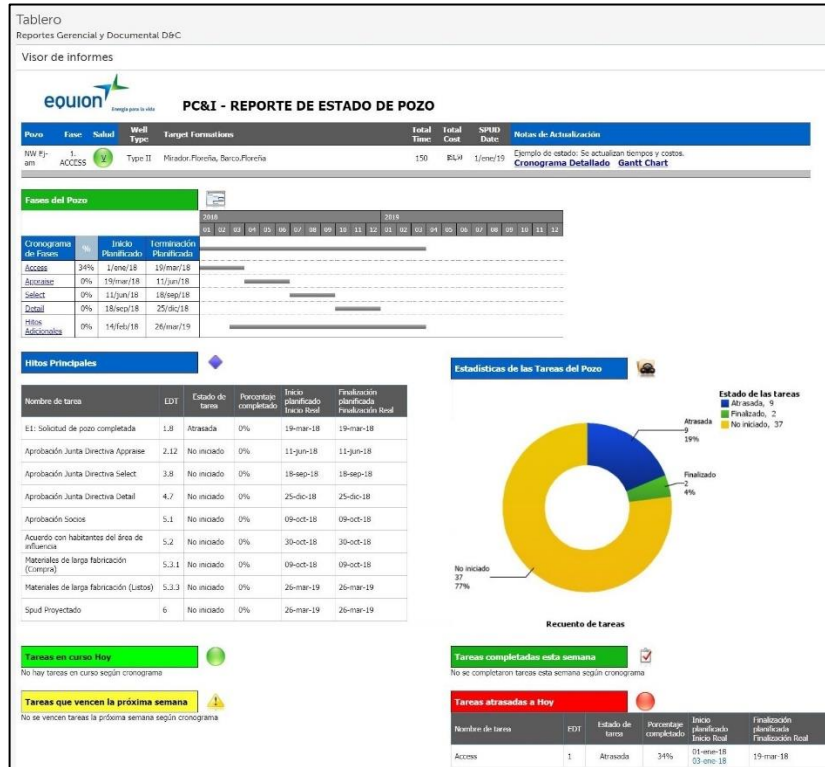 Tablero
Reportes Gerencial y Documental D&C
Visor de informes
equion
Energía para la vida
PC&I - REPORTE DE ESTADO DE POZO
Pozo Fase Salud Well Type Target Formations Total Time Total Cost SPUD Date Notas de Actualización
1. ACCESS V Type II Mirador.Floreña, Barco.Floreña 150 1/ene/19 Ejemplo de estado: Se actualizan tiempos y costos.
Cronograma Detallado Gantt Chart
Fases del Pozo
2018 2019
01 02 03 04 05 06 07 08 09 10 11 12 01 02 03 04 05 06 07 08 09 10 11 12
Cronograma de Fases % Inicio Planificado Terminación Planificada
Access 34% 1/ene/18 19/mar/18
Appraise 0% 19/mar/18 11/jun/18
Select 0% 11/jun/18 18/sep/18
Detail 0% 18/sep/18 25/dic/18
Hitos Adicionales 0% 14/feb/18 26/mar/19
Hitos Principales
Nombre de tarea EDT Estado de tarea Porcentaje completado Inicio planificado Inicio Real Finalización planificada Finalización Real
E1: Solicitud de pozo completada 1.8 Atrasada 0% 19-mar-18 19-mar-18
Aprobación Junta Directiva Appraise 2.12 No iniciado 0% 11-jun-18 11-jun-18
Aprobación Junta Directiva Select 3.8 No iniciado 0% 18-sep-18 18-sep-18
Aprobación Junta Directiva Detail 4.7 No iniciado 0% 25-dic-18 25-dic-18
Aprobación Socios 5.1 No iniciado 0% 09-oct-18 09-oct-18
Acuerdo con habitantes del área de influencia 5.2 No iniciado 0% 30-oct-18 30-oct-18
Materiales de larga fabricación (Compra) 5.3.1 No iniciado 0% 09-oct-18 09-oct-18
Materiales de larga fabricación (Listos) 5.3.3 No iniciado 0% 26-mar-19 26-mar-19
Spud Proyectado 6 No iniciado 0% 26-mar-19 26-mar-19
Estadísticas de las Tareas del Pozo
Estado de las tareas
Atrasada, 9
Finalizado, 2
No iniciado, 37
Atrasada
9
19%
Finalizado
2
4%
No iniciado
37
77%
Recuento de tareas
Tareas en curso Hoy
No hay tareas en curso según cronograma
Tareas que vencen la próxima semana
No se vencen tareas la próxima semana según cronograma
Tareas completadas esta semana
No se completaron tareas esta semana según cronograma
Tareas atrasadas a Hoy
Nombre de tarea EDT Estado de tarea Porcentaje completado Inicio planificado Inicio Real Finalización planificada Finalización Real
Access 1 Atrasada 34% 01-ene-18 03-ene-18 19-mar-18